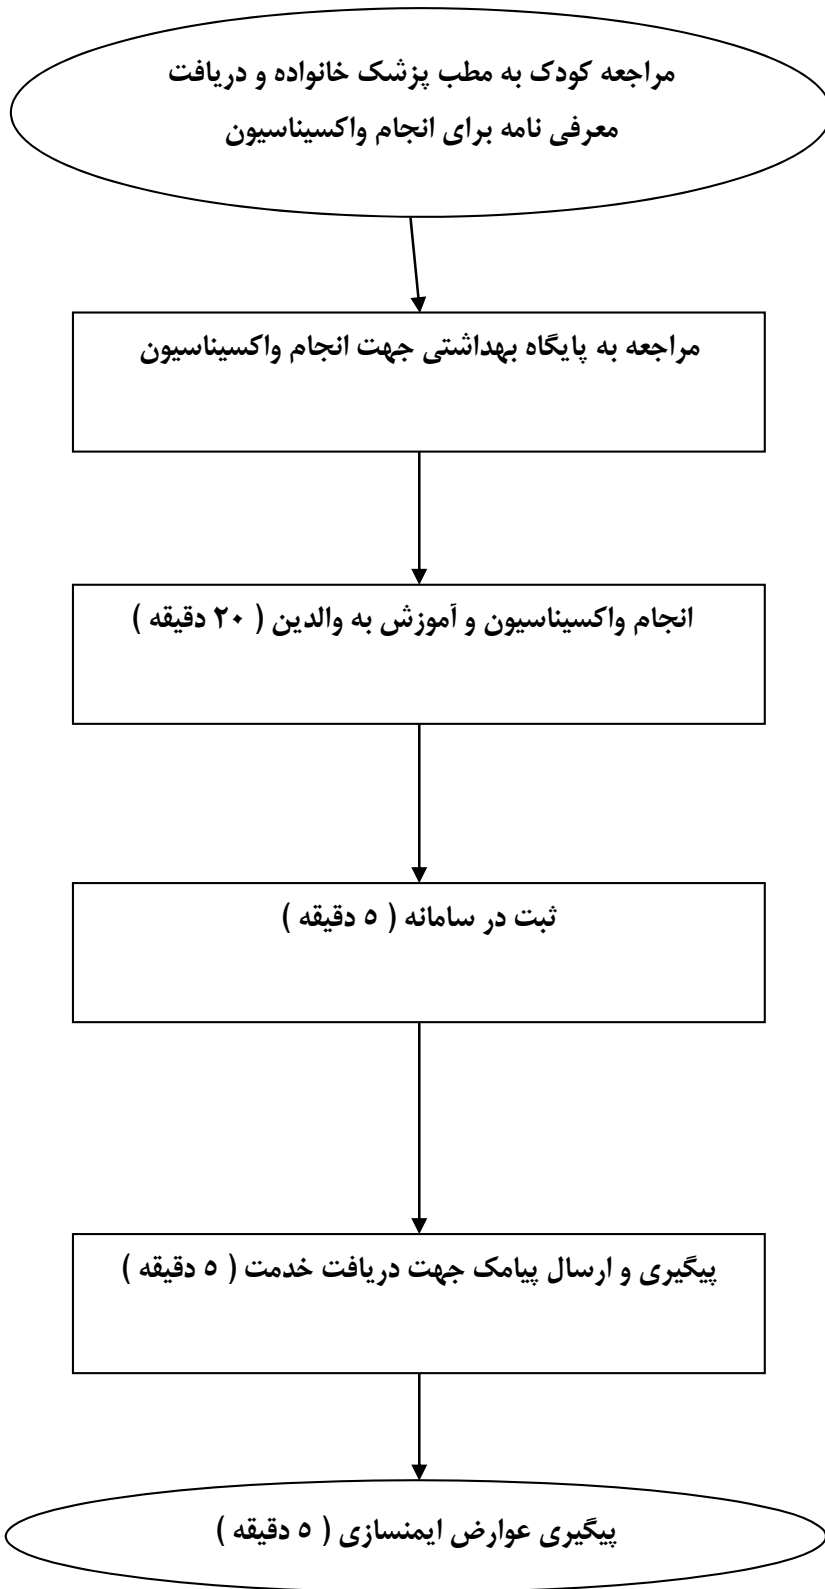 مراجعه کودک به مطب پزشک خانواده و دریافت
معرفی نامه برای انجام واکسیناسیون
مراجعه به پایگاه بهداشتی جهت انجام واکسیناسیون
انجام واکسیناسیون و آموزش به والدین ( ۲۰ دقیقه )
ثبت در سامانه ( ۵ دقیقه )
پیگیری و ارسال پیامک جهت دریافت خدمت ( ۵ دقیقه )
پیگیری عوارض ایمنسازی ( ۵ دقیقه )